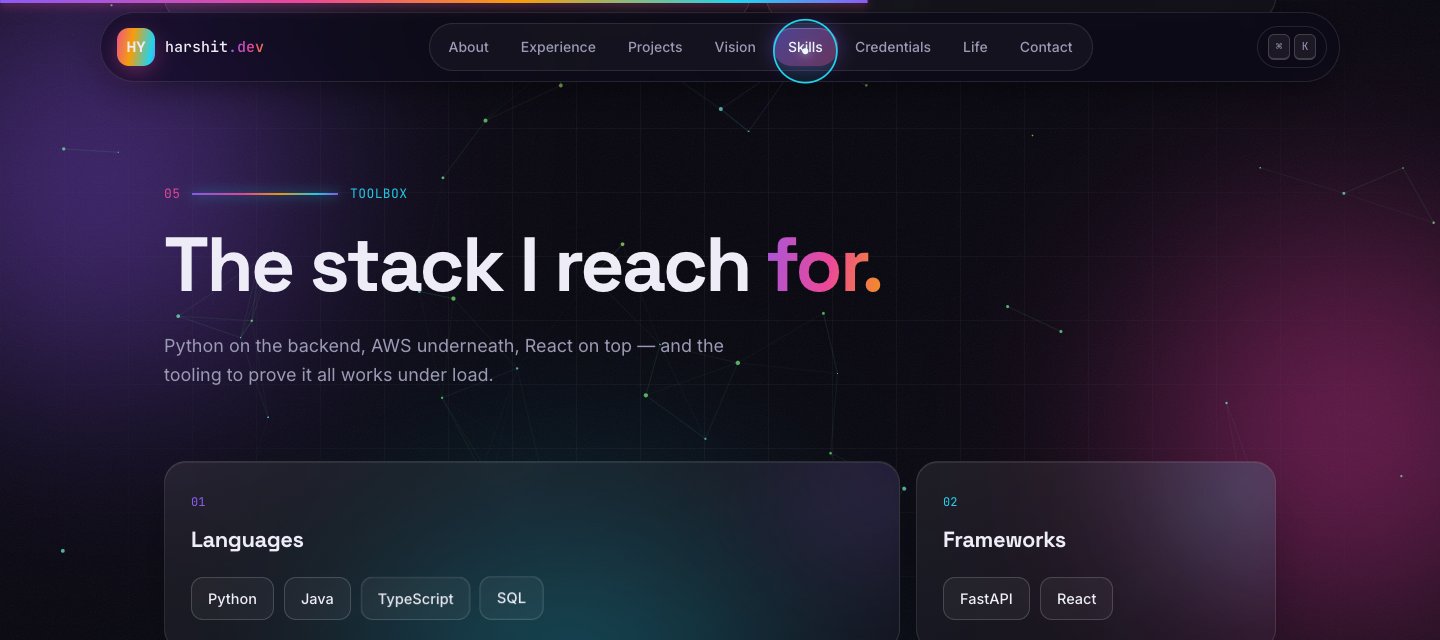 HY harshit.dev About Experience Projects Vision Skills Credentials Life Contact ⌘ K
05 TOOLBOX
The stack I reach for.
Python on the backend, AWS underneath, React on top — and the
tooling to prove it all works under load.
01
Languages
Python Java TypeScript SQL
02
Frameworks
FastAPI React